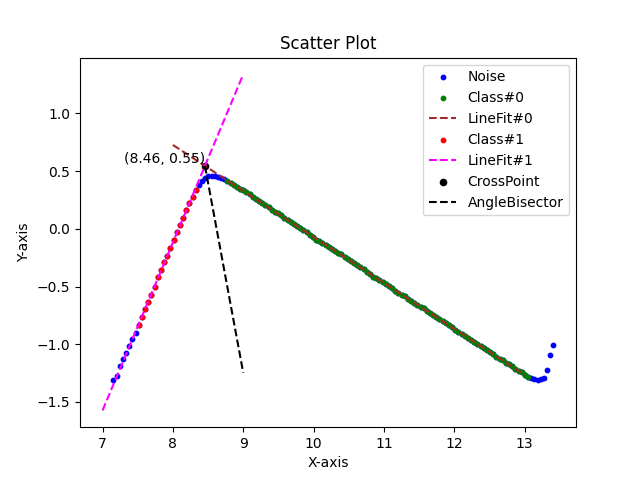 Scatter Plot
Noise
Class#0
LineFit#0
Class#1
LineFit#1
CrossPoint
AngleBisector
(8.46, 0.55)
Y-axis
1.0
0.5
0.0
−0.5
−1.0
−1.5
7 8 9 10 11 12 13
X-axis